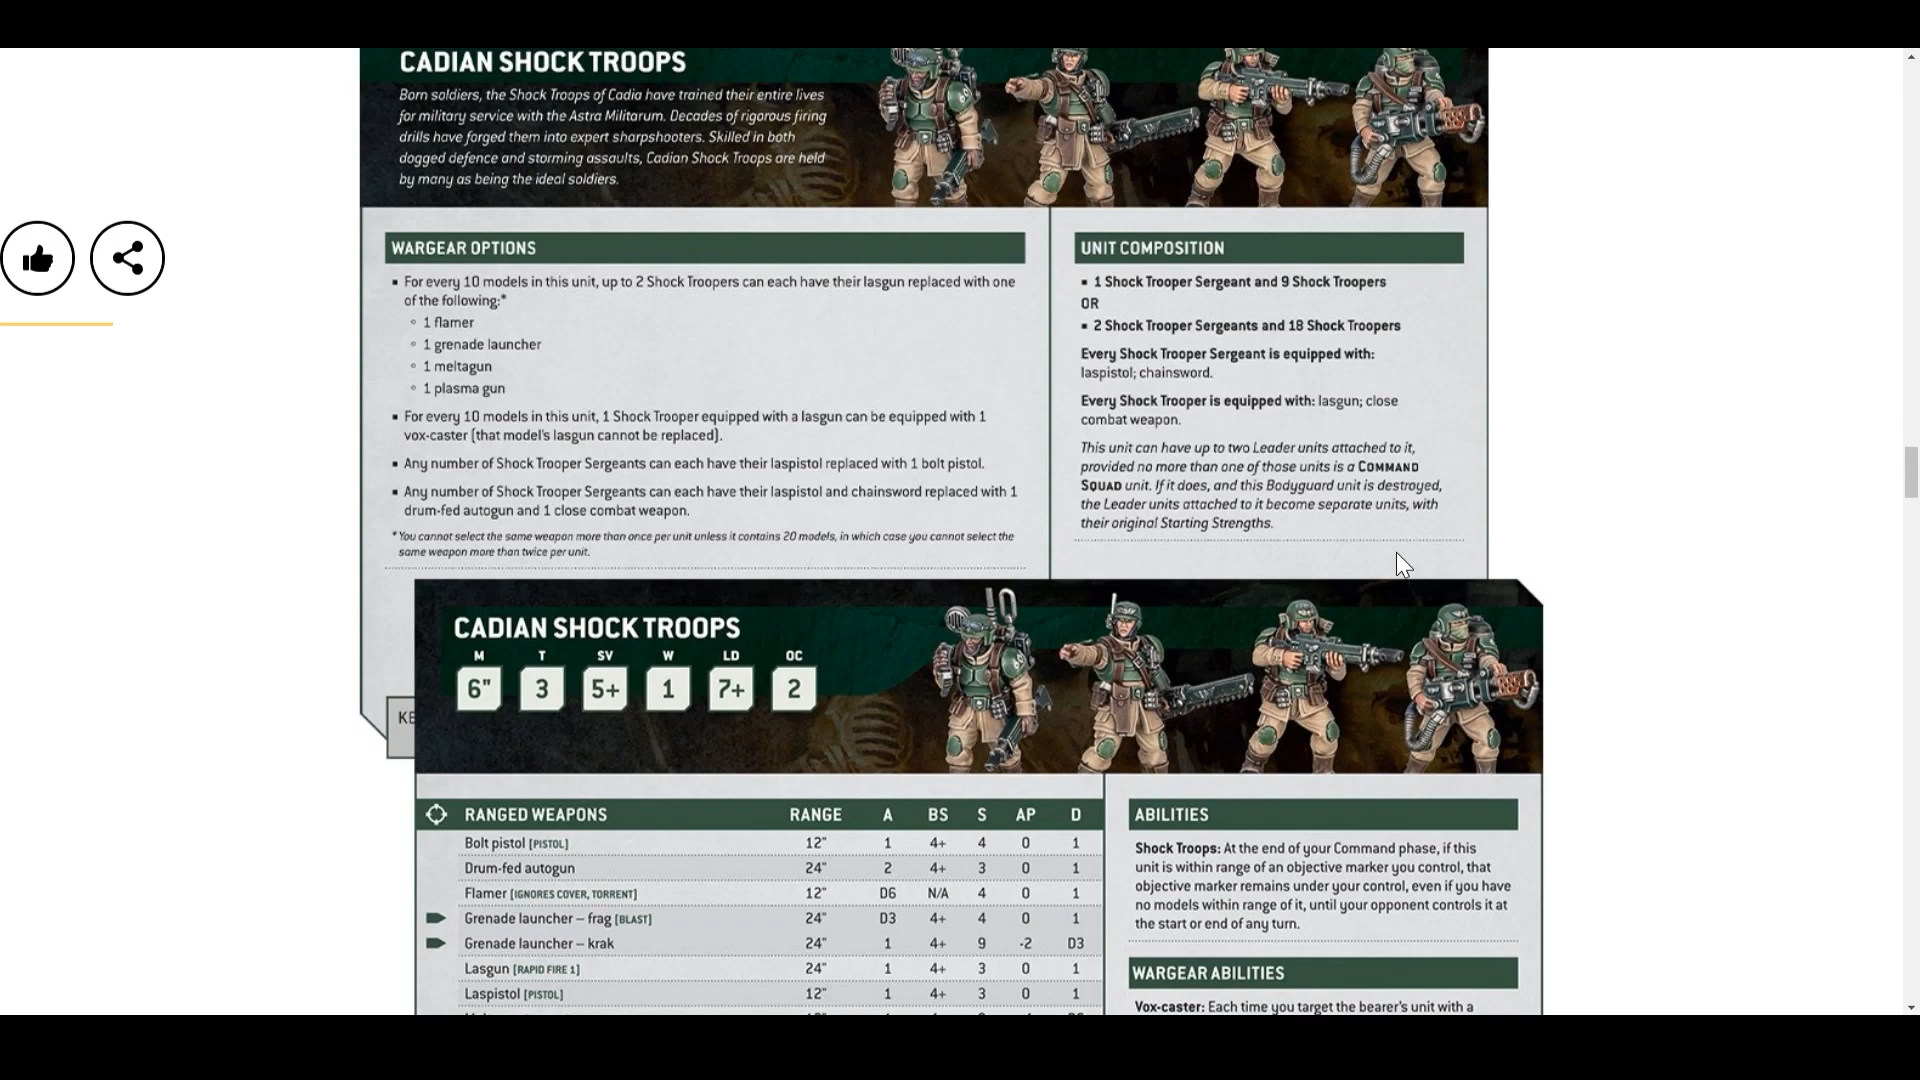 CADIAN SHOCK TROOPS
Born soldiers, the Shock Troops of Cadia have trained their entire lives
for military service with the Astra Militarum. Decades of rigorous firing
drills have forged them into expert sharpshooters. Skilled in both
dogged defence and storming assaults, Cadian Shock Troops are held
by many as being the ideal soldiers.
WARGEAR OPTIONS
▪ For every 10 models in this unit, up to 2 Shock Troopers can each have their lasgun replaced with one
of the following:*
◦ 1 flamer
◦ 1 grenade launcher
◦ 1 meltagun
◦ 1 plasma gun
▪ For every 10 models in this unit, 1 Shock Trooper equipped with a lasgun can be equipped with 1
vox-caster (that model's lasgun cannot be replaced).
▪ Any number of Shock Trooper Sergeants can each have their laspistol replaced with 1 bolt pistol.
▪ Any number of Shock Trooper Sergeants can each have their laspistol and chainsword replaced with 1
drum-fed autogun and 1 close combat weapon.
* You cannot select the same weapon more than once per unit unless it contains 20 models, in which case you cannot select the
same weapon more than twice per unit.
UNIT COMPOSITION
▪ 1 Shock Trooper Sergeant and 9 Shock Troopers
OR
▪ 2 Shock Trooper Sergeants and 18 Shock Troopers
Every Shock Trooper Sergeant is equipped with:
laspistol; chainsword.
Every Shock Trooper is equipped with: lasgun; close
combat weapon.
This unit can have up to two Leader units attached to it,
provided no more than one of those units is a COMMAND
SQUAD unit. If it does, and this Bodyguard unit is destroyed,
the Leader units attached to it become separate units, with
their original Starting Strengths.
KE
CADIAN SHOCK TROOPS
M T SV W LD OC
6" 3 5+ 1 7+ 2
RANGED WEAPONS RANGE A BS S AP D
Bolt pistol [PISTOL] 12" 1 4+ 4 0 1
Drum-fed autogun 24" 2 4+ 3 0 1
Flamer [IGNORES COVER, TORRENT] 12" D6 N/A 4 0 1
Grenade launcher – frag [BLAST] 24" D3 4+ 4 0 1
Grenade launcher – krak 24" 1 4+ 9 -2 D3
Lasgun [RAPID FIRE 1] 24" 1 4+ 3 0 1
Laspistol [PISTOL] 12" 1 4+ 3 0 1
ABILITIES
Shock Troops: At the end of your Command phase, if this
unit is within range of an objective marker you control, that
objective marker remains under your control, even if you have
no models within range of it, until your opponent controls it at
the start or end of any turn.
WARGEAR ABILITIES
Vox-caster: Each time you target the bearer's unit with a